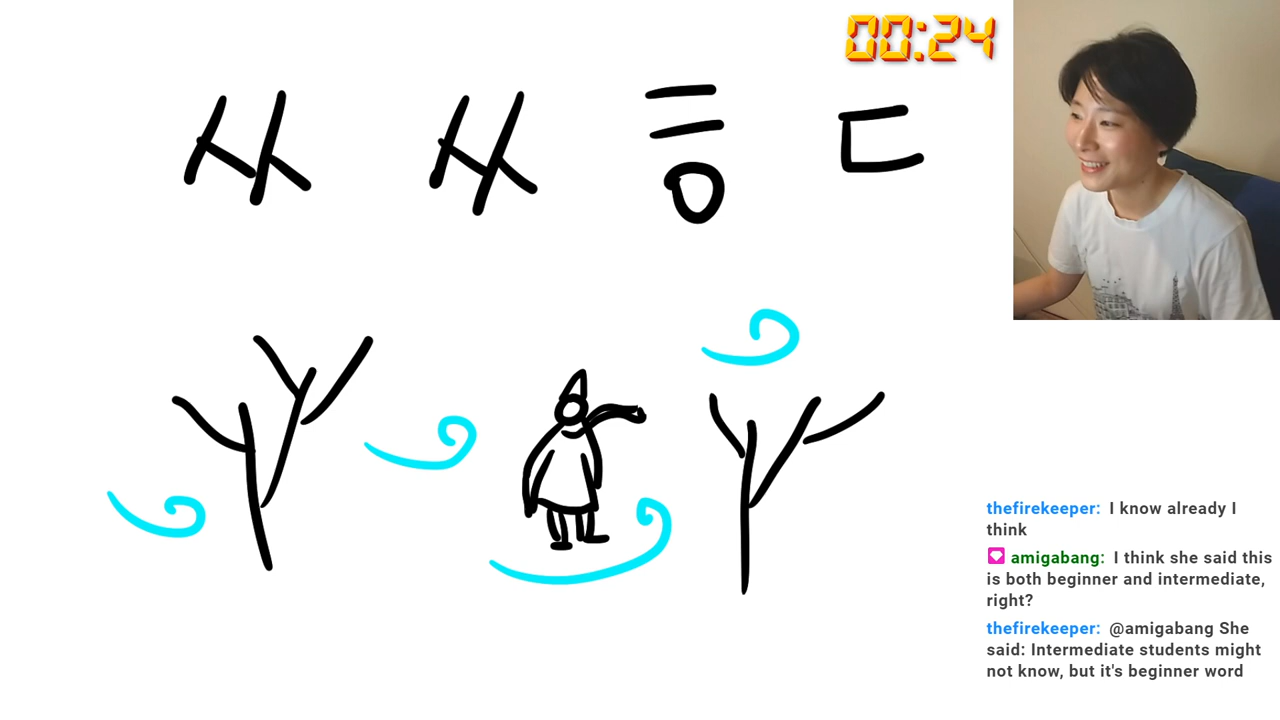 00:24
ㅆ ㅆ ㅎ ㄷ
thefirekeeper: I know already I
think
amigabang: I think she said this
is both beginner and intermediate,
right?
thefirekeeper: @amigabang She
said: Intermediate students might
not know, but it's beginner word